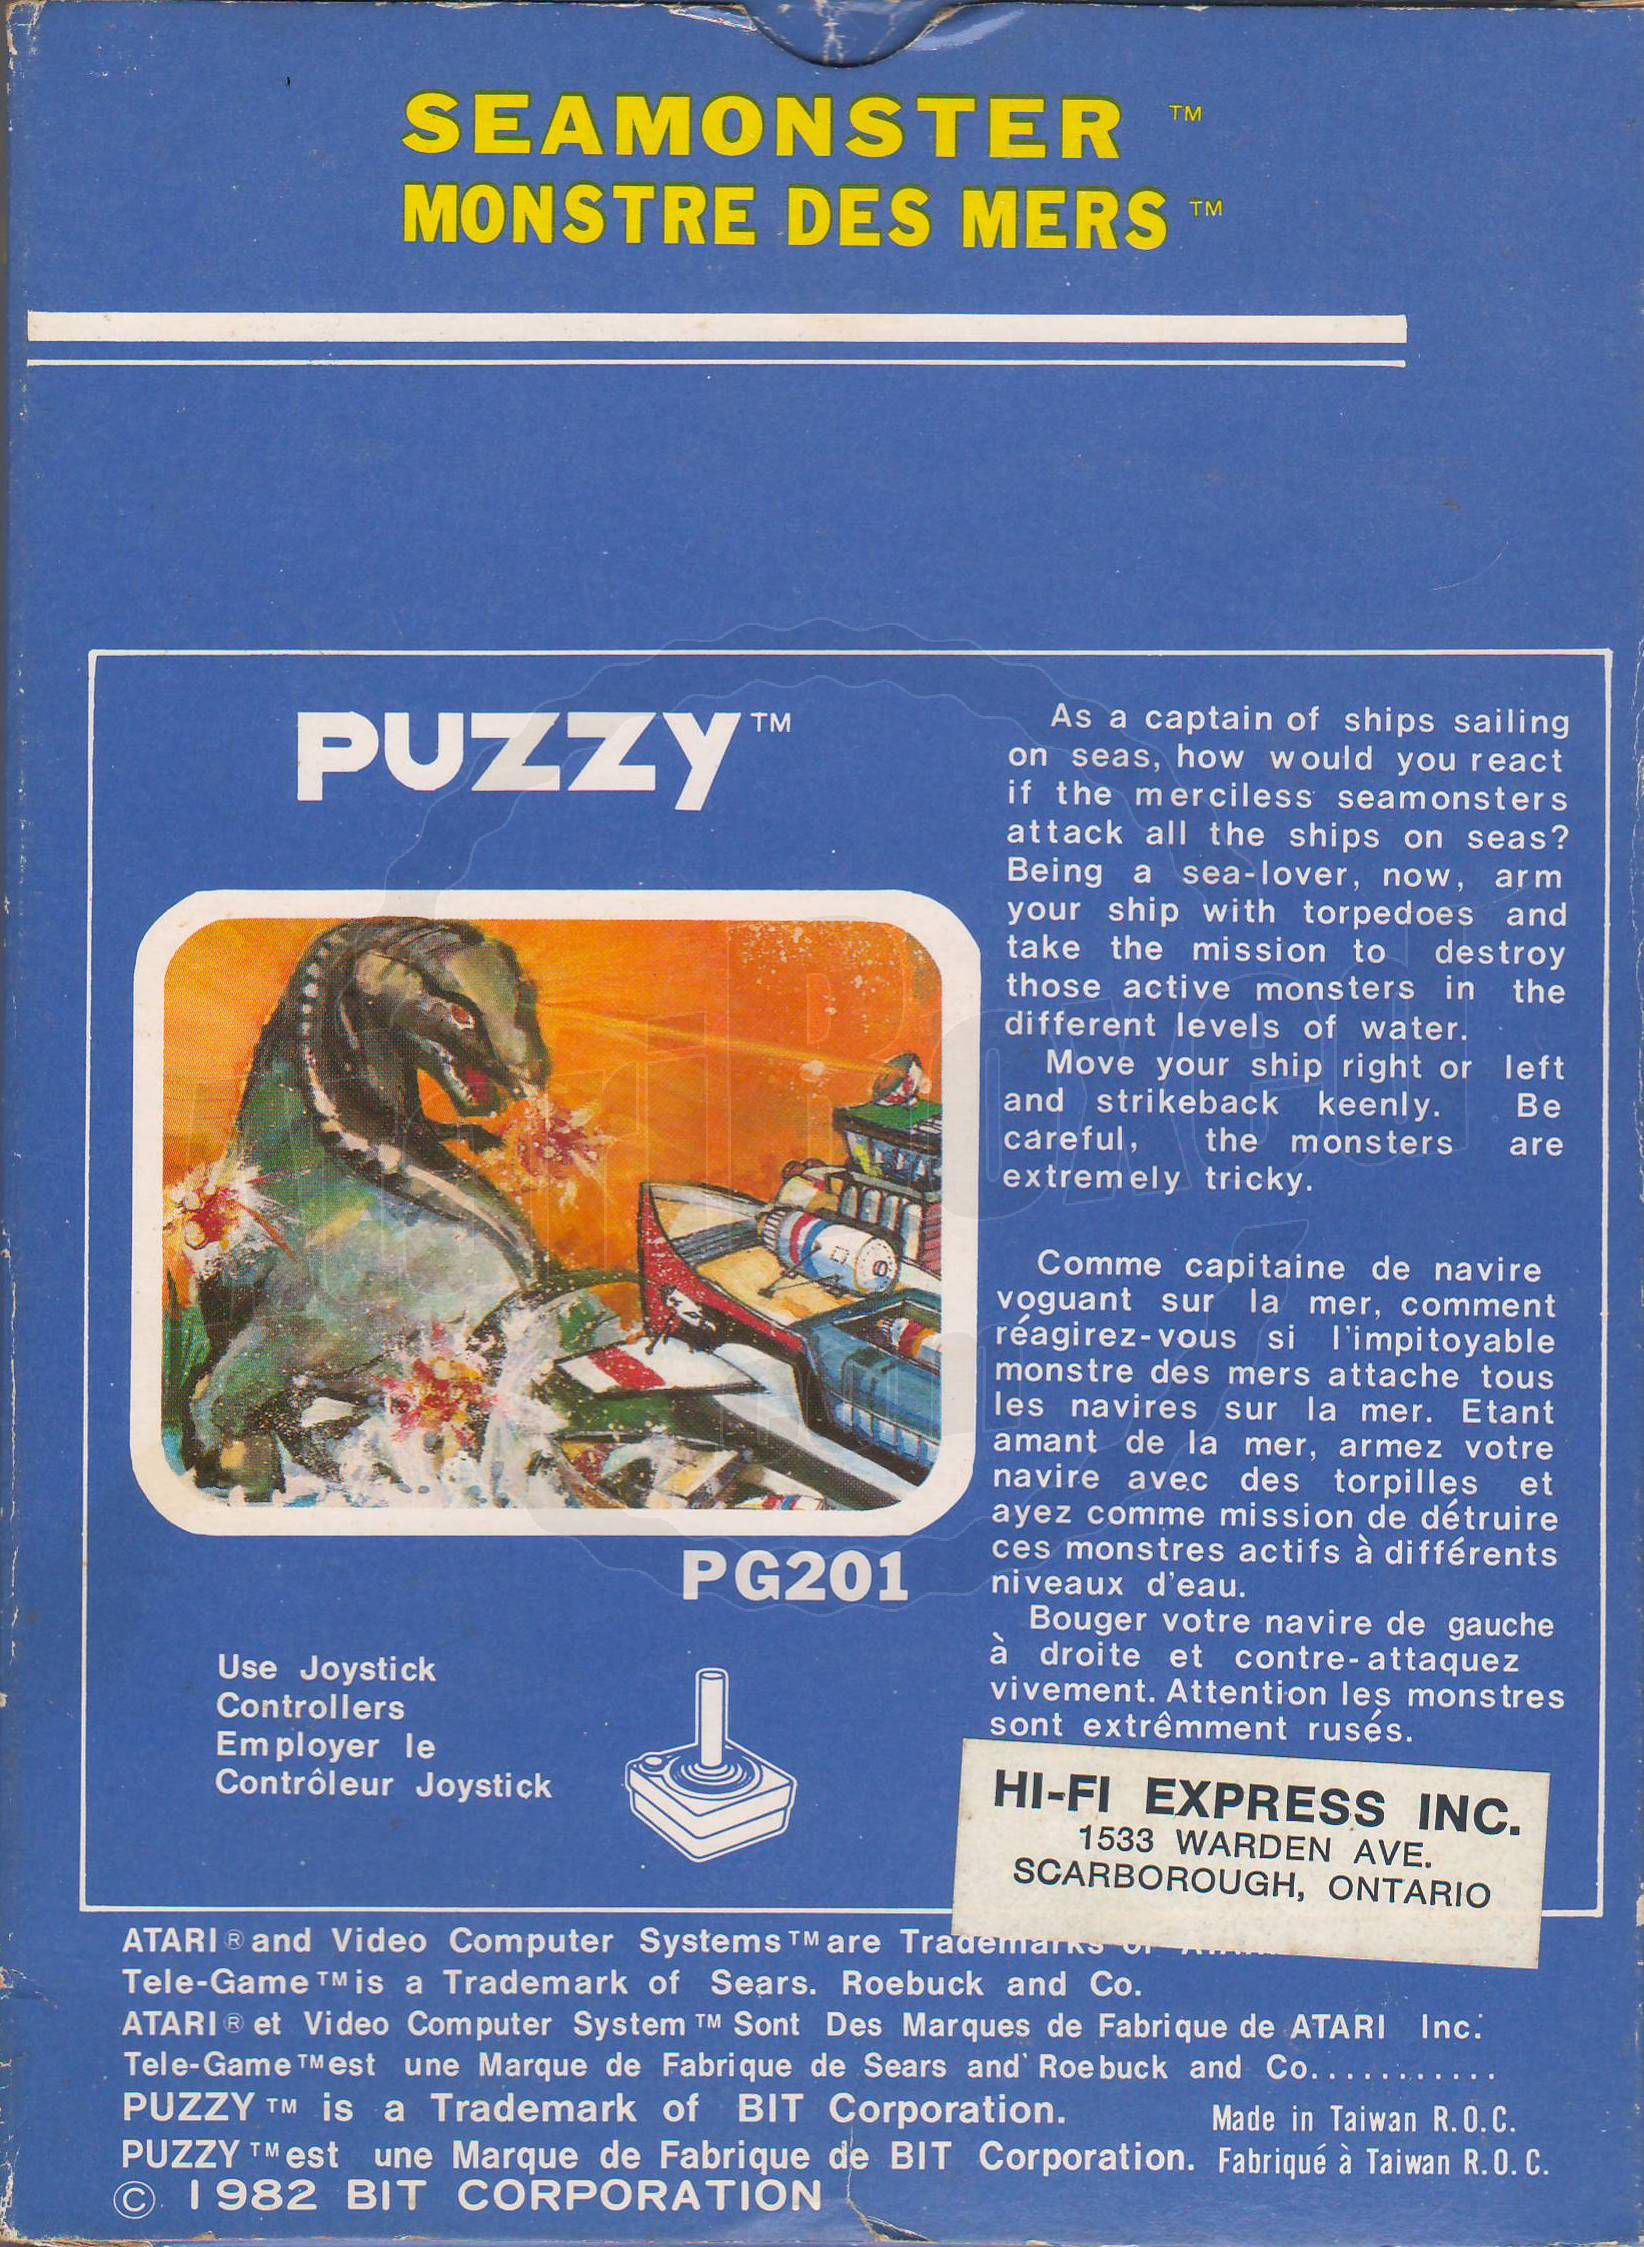 SEAMONSTER ™
MONSTRE DES MERS ™
PUZZY™
As a captain of ships sailing
on seas, how would you react
if the merciless seamonsters
attack all the ships on seas?
Being a sea-lover, now, arm
your ship with torpedoes and
take the mission to destroy
those active monsters in the
different levels of water.
Move your ship right or left
and strikeback keenly. Be
careful, the monsters are
extremely tricky.
Comme capitaine de navire
voguant sur la mer, comment
réagirez-vous si l'impitoyable
monstre des mers attache tous
les navires sur la mer. Etant
amant de la mer, armez votre
navire avec des torpilles et
ayez comme mission de détruire
ces monstres actifs à différents
niveaux d'eau.
Bouger votre navire de gauche
à droite et contre-attaquez
vivement. Attention les monstres
sont extrêmment rusés.
PG201
Use Joystick
Controllers
Employer le
Contrôleur Joystick
HI-FI EXPRESS INC.
1533 WARDEN AVE.
SCARBOROUGH, ONTARIO
ATARI® and Video Computer Systems™ are Trademarks of
Tele-Game™ is a Trademark of Sears. Roebuck and Co.
ATARI® et Video Computer System™ Sont Des Marques de Fabrique de ATARI Inc.
Tele-Game™ est une Marque de Fabrique de Sears and Roebuck and Co...........
PUZZY™ is a Trademark of BIT Corporation. Made in Taiwan R.O.C.
PUZZY™ est une Marque de Fabrique de BIT Corporation. Fabriqué à Taiwan R.O.C.
© 1982 BIT CORPORATION